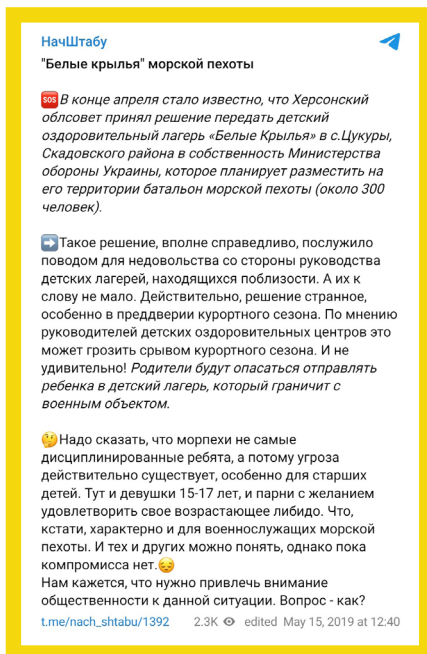 НачШтабу
"Белые крылья" морской пехоты
🆘В конце апреля стало известно, что Херсонский
облсовет принял решение передать детский
оздоровительный лагерь «Белые Крылья» в с.Цукуры,
Скадовского района в собственность Министерства
обороны Украины, которое планирует разместить на
его территории батальон морской пехоты (около 300
человек).
➡️Такое решение, вполне справедливо, послужило
поводом для недовольства со стороны руководства
детских лагерей, находящихся поблизости. А их к
слову не мало. Действительно, решение странное,
особенно в преддверии курортного сезона. По мнению
руководителей детских оздоровительных центров это
может грозить срывом курортного сезона. И не
удивительно! Родители будут опасаться отправлять
ребенка в детский лагерь, который граничит с
военным объектом.
🤔Надо сказать, что морпехи не самые
дисциплинированные ребята, а потому угроза
действительно существует, особенно для старших
детей. Тут и девушки 15-17 лет, и парни с желанием
удовлетворить свое возрастающее либидо. Что,
кстати, характерно и для военнослужащих морской
пехоты. И тех и других можно понять, однако пока
компромисса нет.😔
Нам кажется, что нужно привлечь внимание
общественности к данной ситуации. Вопрос - как?
t.me/nach_shtabu/1392 2.3K edited May 15, 2019 at 12:40